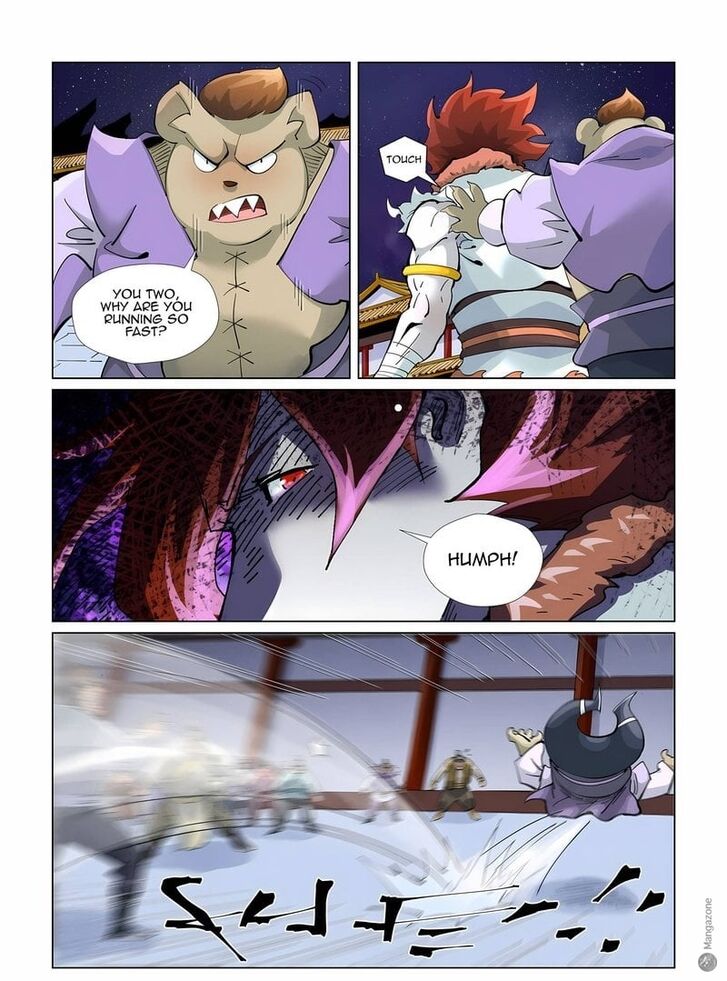 YOU TWO,
WHY ARE YOU
RUNNING SO
FAST?
TOUCH
HUMPH!
Mangazone